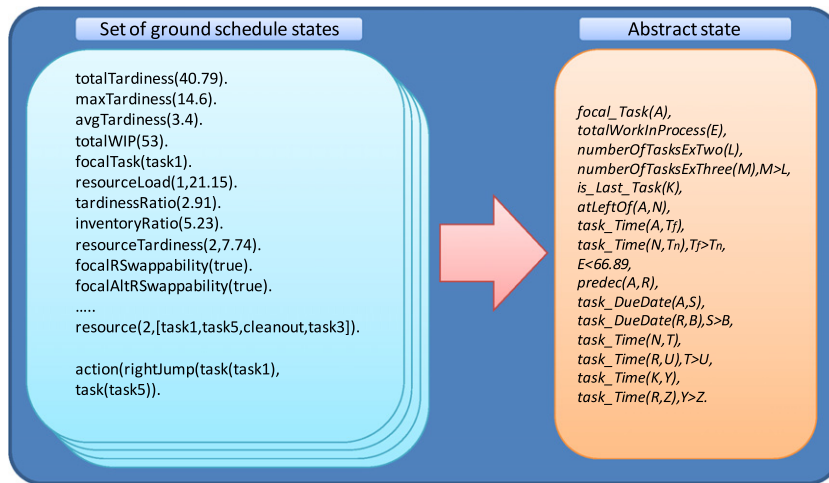 Set of ground schedule states
totalTardiness(40.79).
maxTardiness(14.6).
avgTardiness(3.4).
totalWIP(53).
focalTask(task1).
resourceLoad(1,21.15).
tardinessRatio(2.91).
inventoryRatio(5.23).
resourceTardiness(2,7.74).
focalRSwappability(true).
focalAltRSwappability(true).
.....
resource(2,[task1,task5,cleanout,task3]).
action(rightJump(task(task1),
task(task5)).
Abstract state
focal_Task(A),
totalWorkInProcess(E),
numberOfTasksExTwo(L),
numberOfTasksExThree(M),M>L,
is_Last_Task(K),
atLeftOf(A,N),
task_Time(A,Tf),
task_Time(N,Tn),Tf>Tn,
E<66.89,
predec(A,R),
task_DueDate(A,S),
task_DueDate(R,B),S>B,
task_Time(N,T),
task_Time(R,U),T>U,
task_Time(K,Y),
task_Time(R,Z),Y>Z.